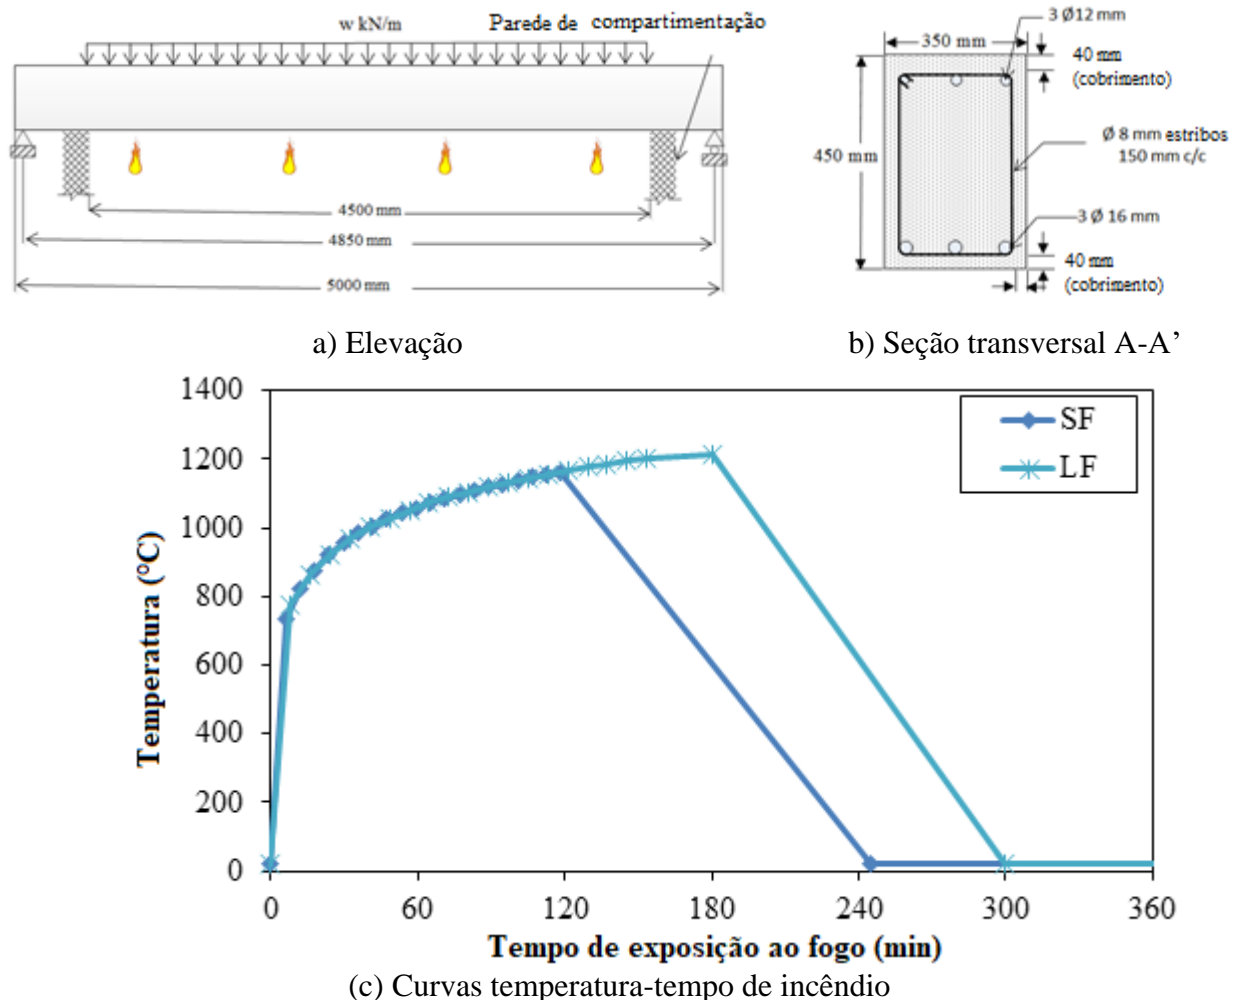 w kN/m
Parede de compartimentação
4500 mm
4850 mm
5000 mm
a) Elevação
3 Ø12 mm
350 mm
40 mm
(cobrimento)
450 mm
Ø 8 mm estribos
150 mm c/c
3 Ø 16 mm
40 mm
(cobrimento)
b) Seção transversal A-A’
1400
1200
1000
800
600
400
200
0
Temperatura (°C)
SF
LF
0 60 120 180 240 300 360
Tempo de exposição ao fogo (min)
(c) Curvas temperatura-tempo de incêndio